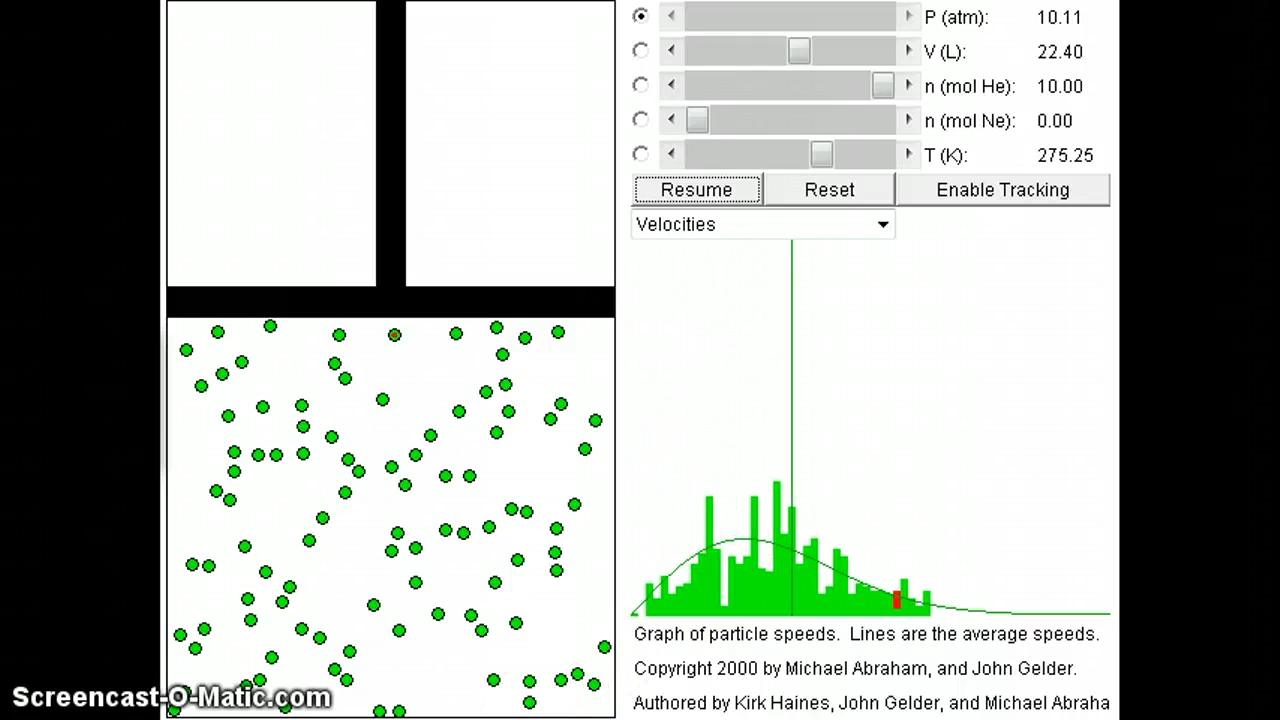 P (atm): 10.11
V (L): 22.40
n (mol He): 10.00
n (mol Ne): 0.00
T (K): 275.25
Resume Reset Enable Tracking
Velocities
Graph of particle speeds. Lines are the average speeds.
Copyright 2000 by Michael Abraham, and John Gelder.
Authored by Kirk Haines, John Gelder, and Michael Abraha
Screencast-O-Matic.com